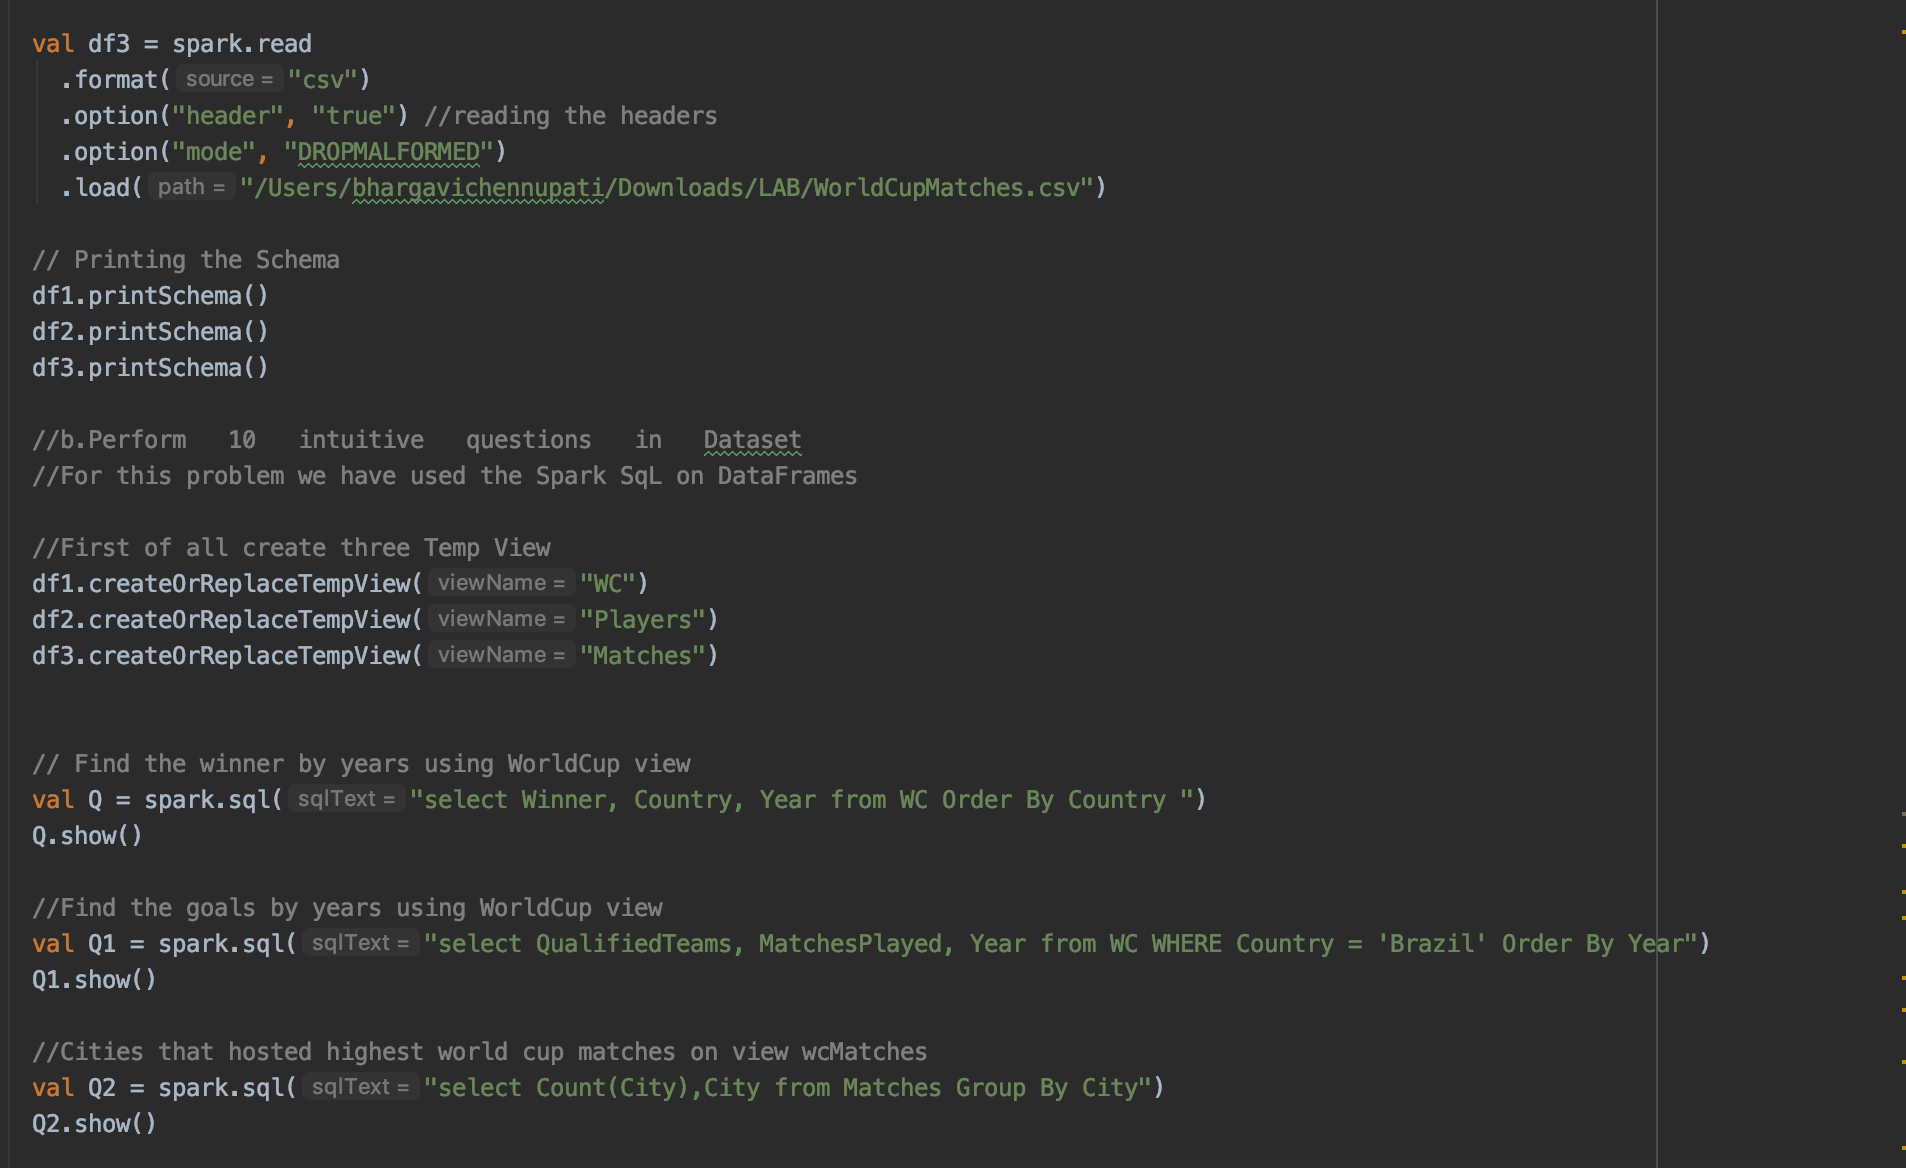 val df3 = spark.read
.format( source = "csv")
.option("header", "true") //reading the headers
.option("mode", "DROPMALFORMED")
.load( path = "/Users/bhargavichennupati/Downloads/LAB/WorldCupMatches.csv")
// Printing the Schema
df1.printSchema()
df2.printSchema()
df3.printSchema()
//b.Perform   10   intuitive   questions   in   Dataset
//For this problem we have used the Spark SqL on DataFrames
//First of all create three Temp View
df1.createOrReplaceTempView( viewName = "WC")
df2.createOrReplaceTempView( viewName = "Players")
df3.createOrReplaceTempView( viewName = "Matches")
// Find the winner by years using WorldCup view
val Q = spark.sql( sqlText = "select Winner, Country, Year from WC Order By Country ")
Q.show()
//Find the goals by years using WorldCup view
val Q1 = spark.sql( sqlText = "select QualifiedTeams, MatchesPlayed, Year from WC WHERE Country = 'Brazil' Order By Year")
Q1.show()
//Cities that hosted highest world cup matches on view wcMatches
val Q2 = spark.sql( sqlText = "select Count(City),City from Matches Group By City")
Q2.show()